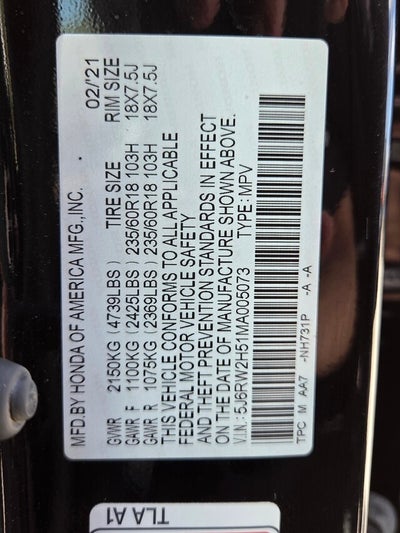 MFD.BY HONDA OF AMERICA MFG.,INC. 02/'21
GVWR 2150KG (4739LBS) TIRE SIZE RIM SIZE
GAWR F 1100KG (2425LBS) 235/60R18 103H 18X7.5J
GAWR R 1075KG (2369LBS) 235/60R18 103H 18X7.5J
THIS VEHICLE CONFORMS TO ALL APPLICABLE
FEDERAL MOTOR VEHICLE SAFETY
AND THEFT PREVENTION STANDARDS IN EFFECT
ON THE DATE OF MANUFACTURE SHOWN ABOVE.
V.I.N.: 5J6RW2H51MA005073 TYPE: MPV
TPC M AA7 -NH731P -A -A
TLA A1